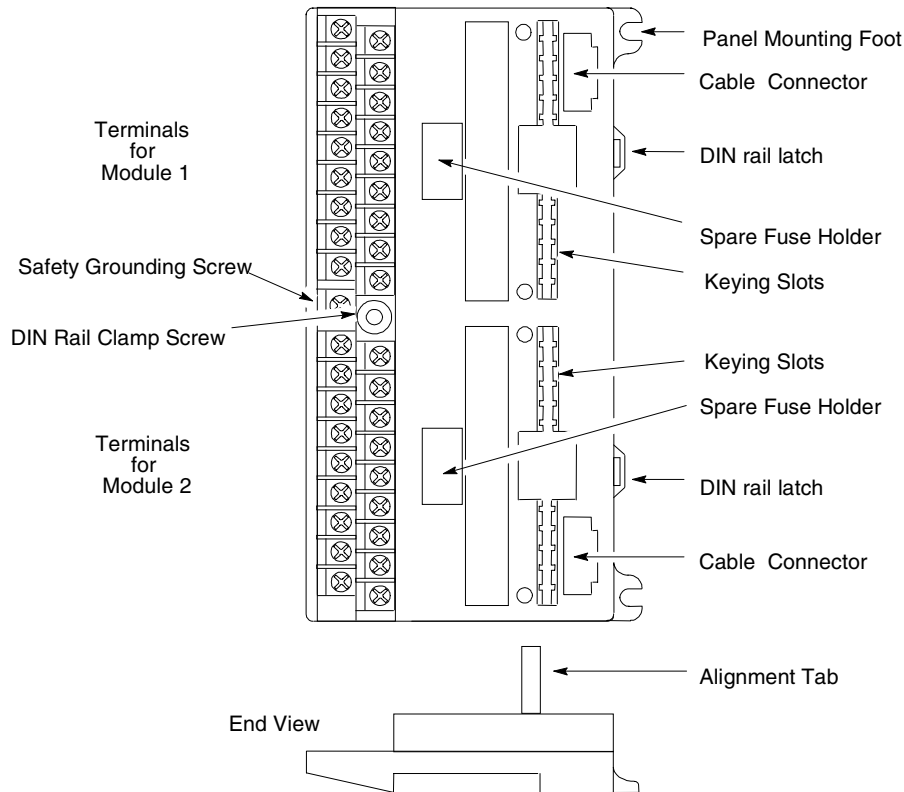 Panel Mounting Foot
Cable Connector
Terminals
for
Module 1
DIN rail latch
Spare Fuse Holder
Safety Grounding Screw
Keying Slots
DIN Rail Clamp Screw
Keying Slots
Spare Fuse Holder
Terminals
for
Module 2
DIN rail latch
Cable Connector
Alignment Tab
End View